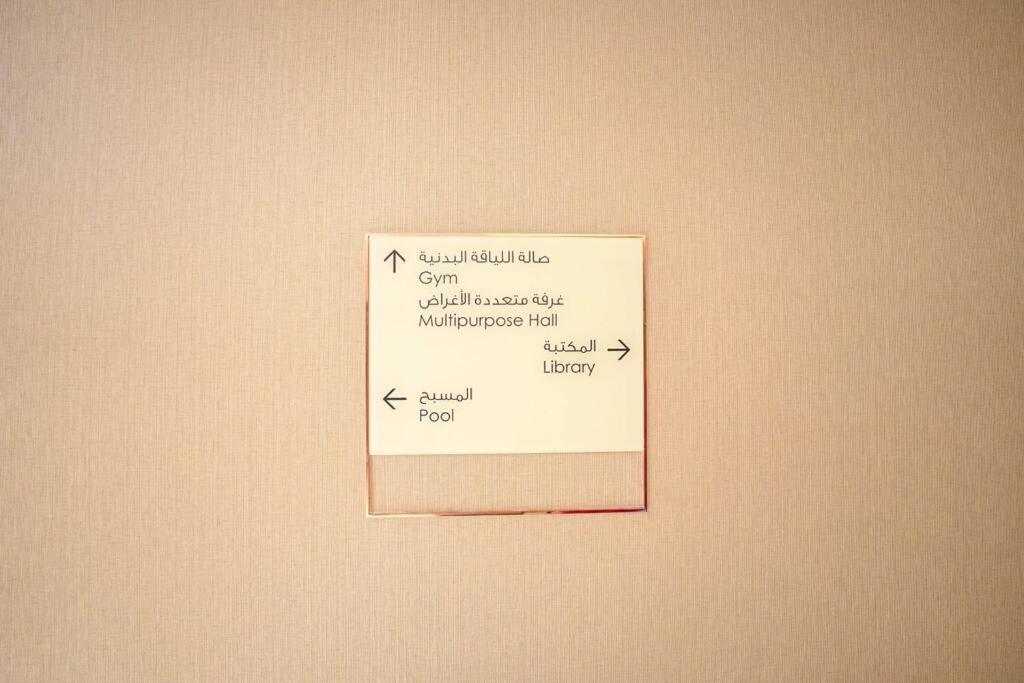 صالة اللياقة البدنية
Gym
غرفة متعددة الأغراض
Multipurpose Hall
المكتبة
Library
المسبح
Pool